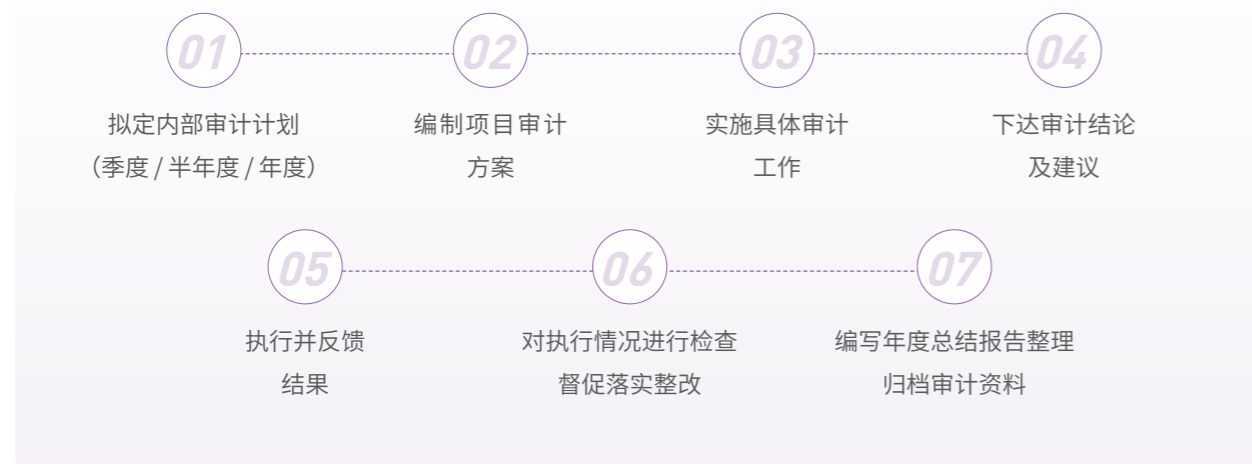 01
02
03
04
拟定内部审计计划
（季度 / 半年度 / 年度）
编制项目审计
方案
实施具体审计
工作
下达审计结论
及建议
05
06
07
执行并反馈
结果
对执行情况进行检查
督促落实整改
编写年度总结报告整理
归档审计资料